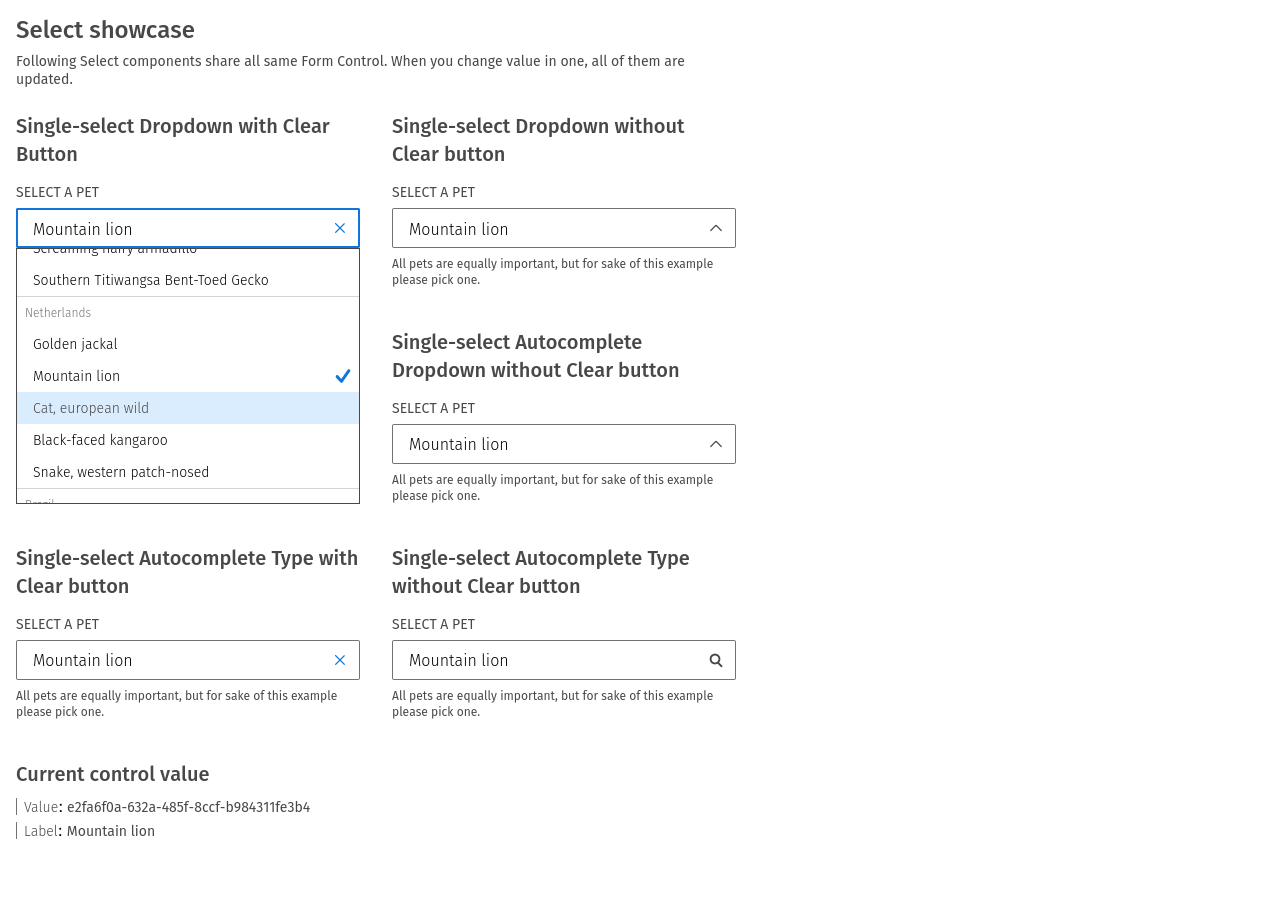 Select showcase
Following Select components share all same Form Control. When you change value in one, all of them are
updated.
Single-select Dropdown with Clear
Button
SELECT A PET
Mountain lion
Screaming hairy armadillo
Southern Titiwangsa Bent-Toed Gecko
Netherlands
Golden jackal
Mountain lion
Cat, european wild
Black-faced kangaroo
Snake, western patch-nosed
Brazil
Single-select Dropdown without
Clear button
SELECT A PET
Mountain lion
All pets are equally important, but for sake of this example
please pick one.
Single-select Autocomplete
Dropdown without Clear button
SELECT A PET
Mountain lion
All pets are equally important, but for sake of this example
please pick one.
Single-select Autocomplete Type with
Clear button
SELECT A PET
Mountain lion
All pets are equally important, but for sake of this example
please pick one.
Single-select Autocomplete Type
without Clear button
SELECT A PET
Mountain lion
All pets are equally important, but for sake of this example
please pick one.
Current control value
Value: e2fa6f0a-632a-485f-8ccf-b984311fe3b4
Label: Mountain lion